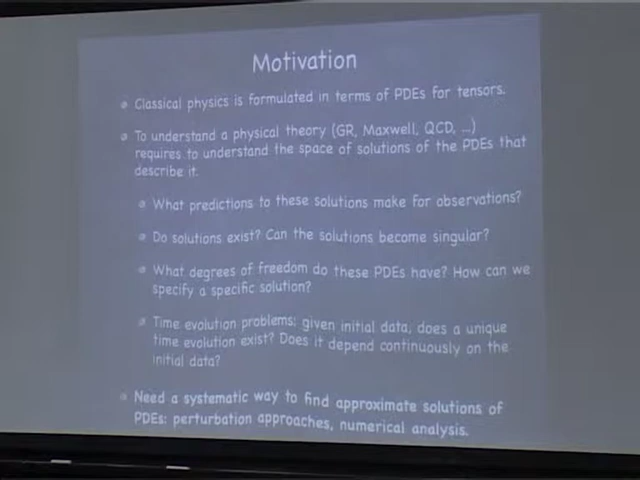 Motivation
Classical physics is formulated in terms of PDEs for tensors.
To understand a physical theory (GR, Maxwell, QCD, ...)
requires to understand the space of solutions of the PDEs that
describe it.
What predictions to these solutions make for observations?
Do solutions exist? Can the solutions become singular?
What degrees of freedom do these PDEs have? How can we
specify a specific solution?
Time evolution problems: given initial data, does a unique
time evolution exist? Does it depend continuously on the
initial data?
Need a systematic way to find approximate solutions of
PDEs: perturbation approaches, numerical analysis.